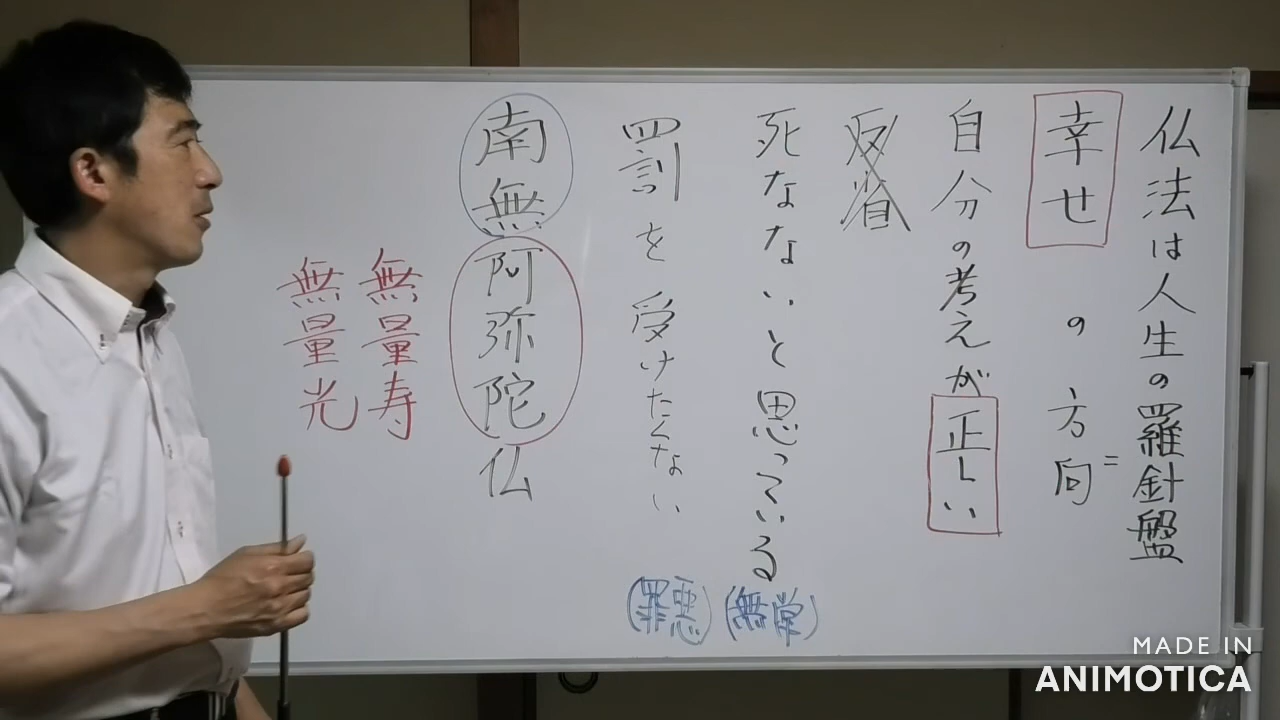 仏法は人生の羅針盤
=
幸せの方向
自分の考えが正しい
反省
死なないと思っている
(無常)
罰を受けたくない
(罪悪)
南無阿弥陀仏
無量寿
無量光
MADE IN
ANIMOTICA